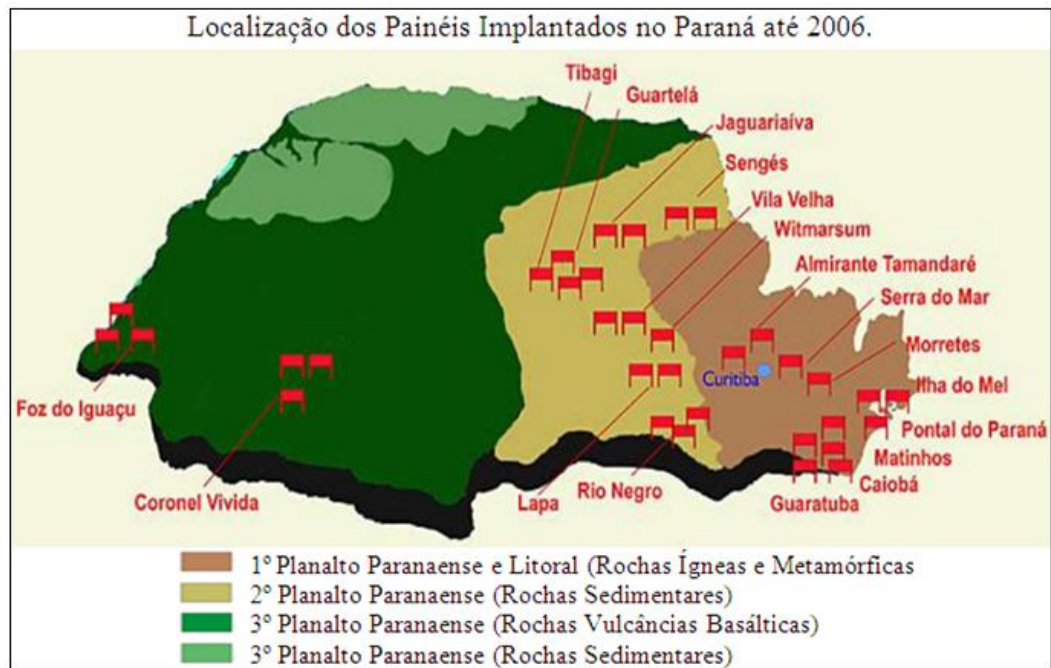 Localização dos Painéis Implantados no Paraná até 2006.
Tibagi
Guartelá
Jaguariaíva
Sengés
Vila Velha
Witmarsum
Almirante Tamandaré
Serra do Mar
Morretes
Curitiba
Ilha do Mel
Foz do Iguaçu
Pontal do Paraná
Matinhos
Caiobá
Coronel Vivida
Lapa
Rio Negro
Guaratuba
1º Planalto Paranaense e Litoral (Rochas Ígneas e Metamórficas
2º Planalto Paranaense (Rochas Sedimentares)
3º Planalto Paranaense (Rochas Vulcâncias Basálticas)
3º Planalto Paranaense (Rochas Sedimentares)